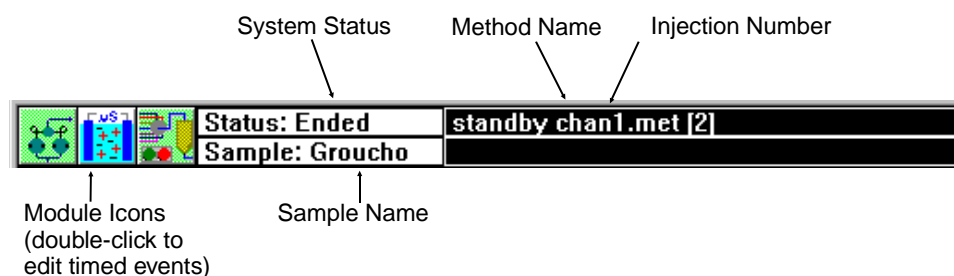 System Status
Method Name
Injection Number
µS
Status: Ended
standby chan1.met [2]
Sample: Groucho
Module Icons
(double-click to
edit timed events)
Sample Name